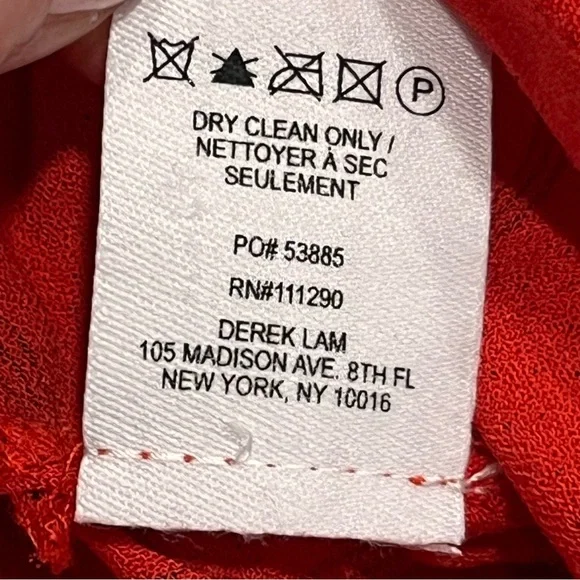 P
DRY CLEAN ONLY /
NETTOYER À SEC
SEULEMENT
PO# 53885
RN#111290
DEREK LAM
105 MADISON AVE. 8TH FL
NEW YORK, NY 10016